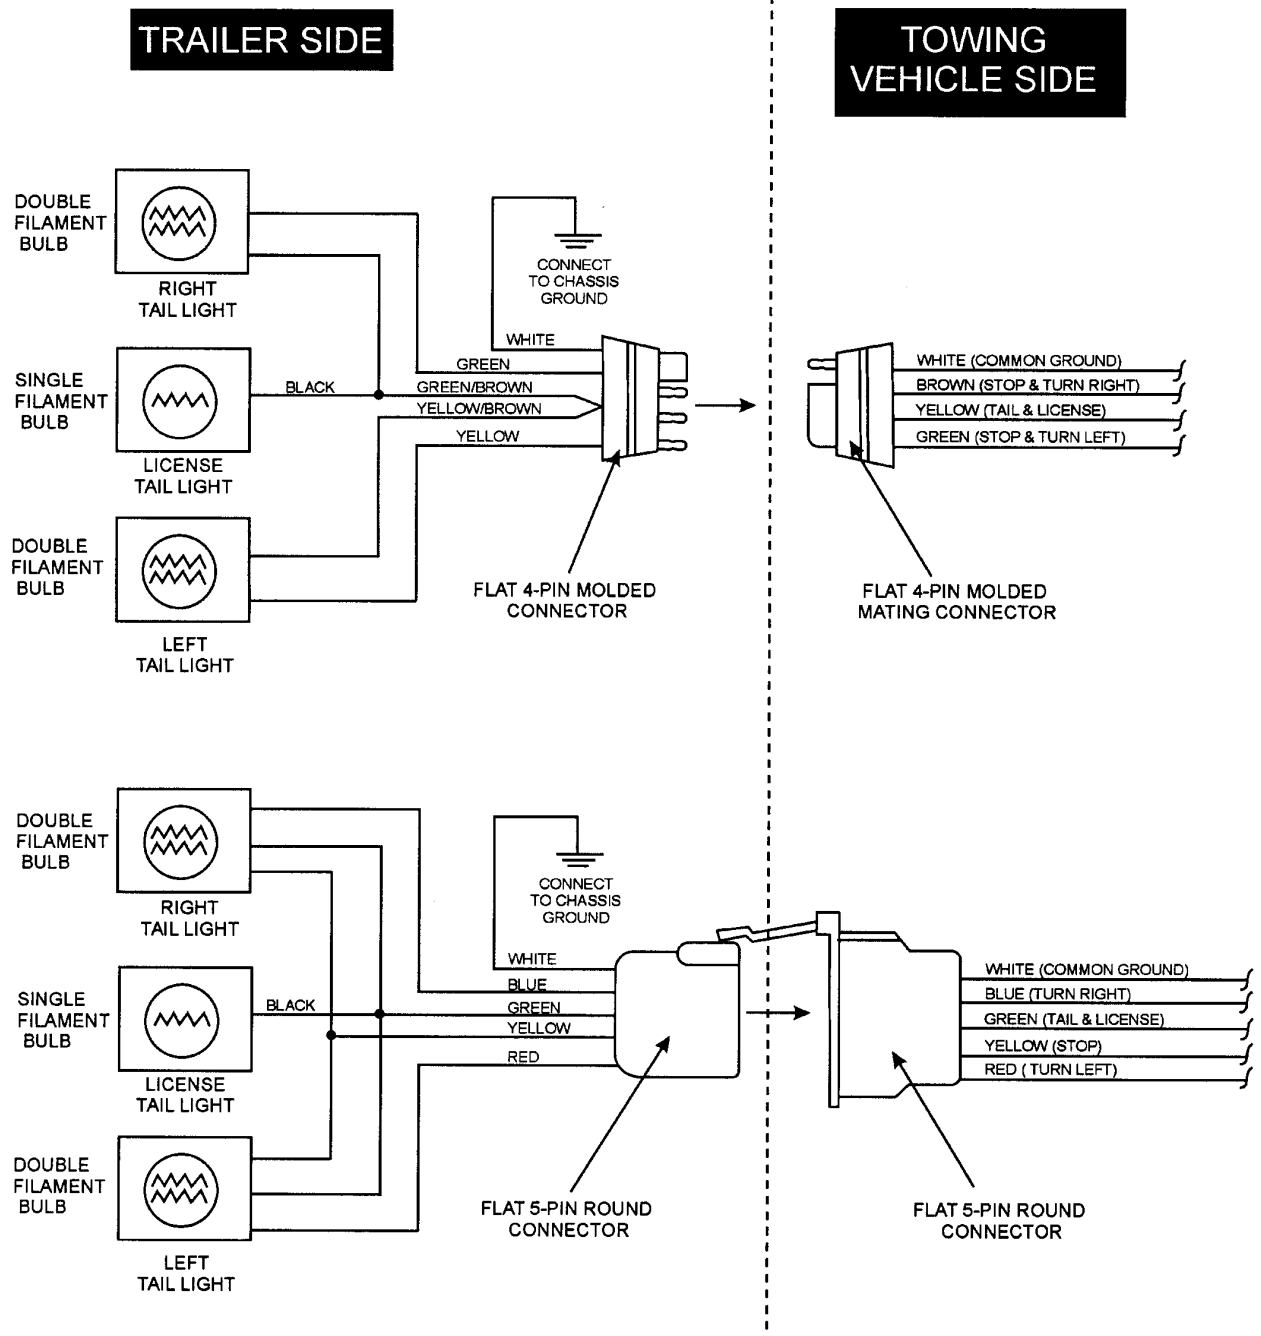 TRAILER SIDE
TOWING
VEHICLE SIDE
DOUBLE
FILAMENT
BULB
RIGHT
TAIL LIGHT
CONNECT
TO CHASSIS
GROUND
SINGLE
FILAMENT
BULB
LICENSE
TAIL LIGHT
BLACK
WHITE
GREEN
GREEN/BROWN
YELLOW/BROWN
YELLOW
WHITE (COMMON GROUND)
BROWN (STOP & TURN RIGHT)
YELLOW (TAIL & LICENSE)
GREEN (STOP & TURN LEFT)
DOUBLE
FILAMENT
BULB
LEFT
TAIL LIGHT
FLAT 4-PIN MOLDED
CONNECTOR
FLAT 4-PIN MOLDED
MATING CONNECTOR
DOUBLE
FILAMENT
BULB
RIGHT
TAIL LIGHT
CONNECT
TO CHASSIS
GROUND
SINGLE
FILAMENT
BULB
LICENSE
TAIL LIGHT
BLACK
WHITE
BLUE
GREEN
YELLOW
RED
WHITE (COMMON GROUND)
BLUE (TURN RIGHT)
GREEN (TAIL & LICENSE)
YELLOW (STOP)
RED ( TURN LEFT)
DOUBLE
FILAMENT
BULB
LEFT
TAIL LIGHT
FLAT 5-PIN ROUND
CONNECTOR
FLAT 5-PIN ROUND
CONNECTOR